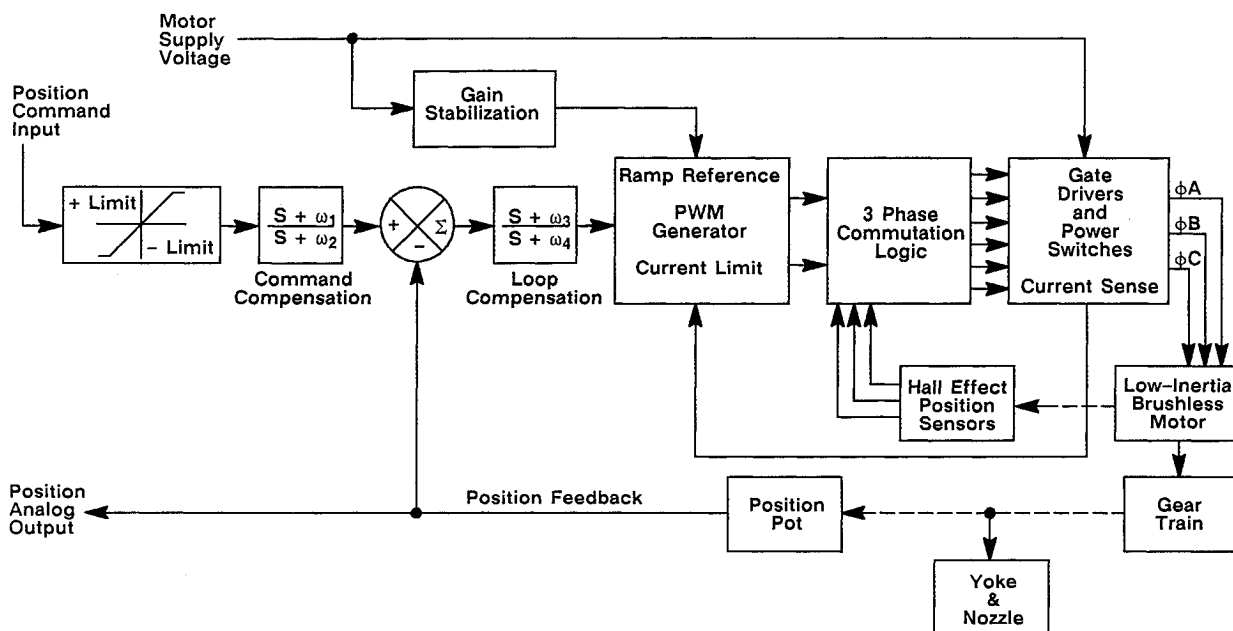 Motor
Supply
Voltage
Position
Command
Input
Gain
Stabilization
+ Limit
- Limit
S + ω1
S + ω2
Command
Compensation
+
Σ
-
S + ω3
S + ω4
Loop
Compensation
Ramp Reference
PWM
Generator
Current Limit
3 Phase
Commutation
Logic
Gate
Drivers
and
Power
Switches
Current Sense
ϕA
ϕB
ϕC
Hall Effect
Position
Sensors
Low-Inertia
Brushless
Motor
Position
Analog
Output
Position Feedback
Position
Pot
Gear
Train
Yoke
&
Nozzle